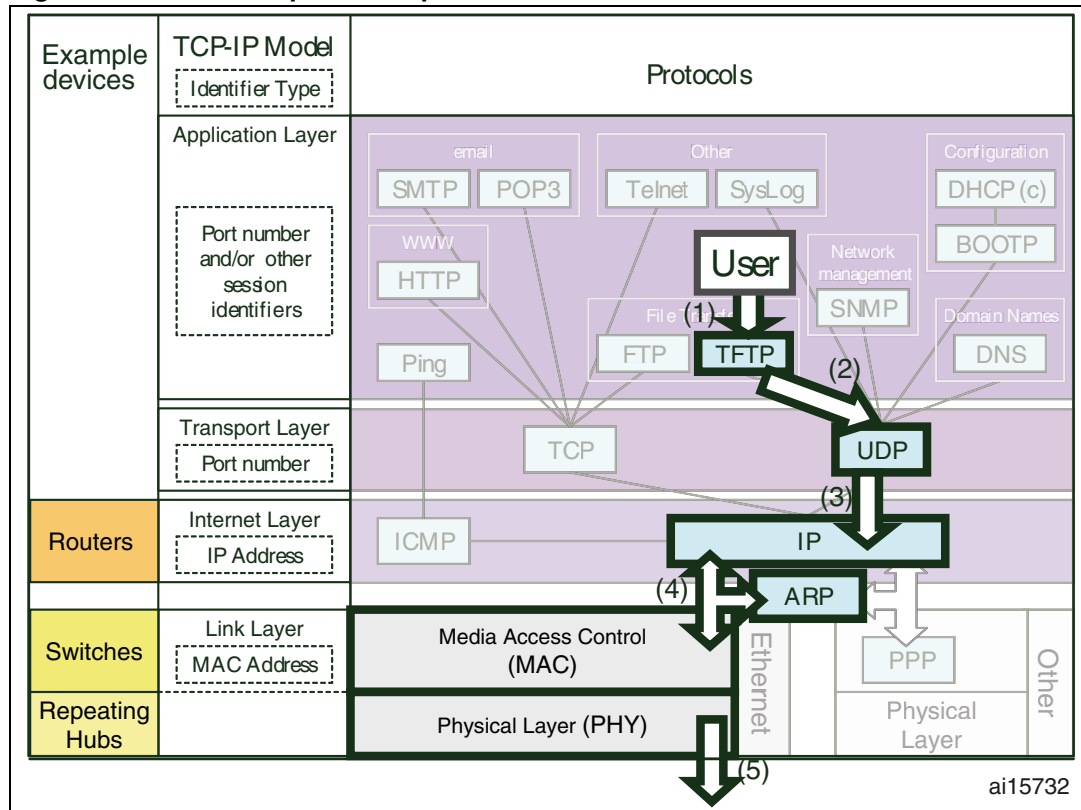 Example
devices
TCP-IP Model
Identifier Type
Protocols
Application Layer
Port number
and/or other
session
identifiers
email
SMTP
POP3
Other
Telnet
SysLog
Configuration
DHCP (c)
BOOTP
WWW
HTTP
User
Network
management
SNMP
(1)
File Transfer
FTP
TFTP
Domain Names
DNS
Ping
(2)
Transport Layer
Port number
TCP
UDP
(3)
Routers
Internet Layer
IP Address
ICMP
IP
(4)
ARP
Switches
Link Layer
MAC Address
Media Access Control
(MAC)
Ethernet
PPP
Other
Repeating
Hubs
Physical Layer (PHY)
Physical
Layer
(5)
ai15732